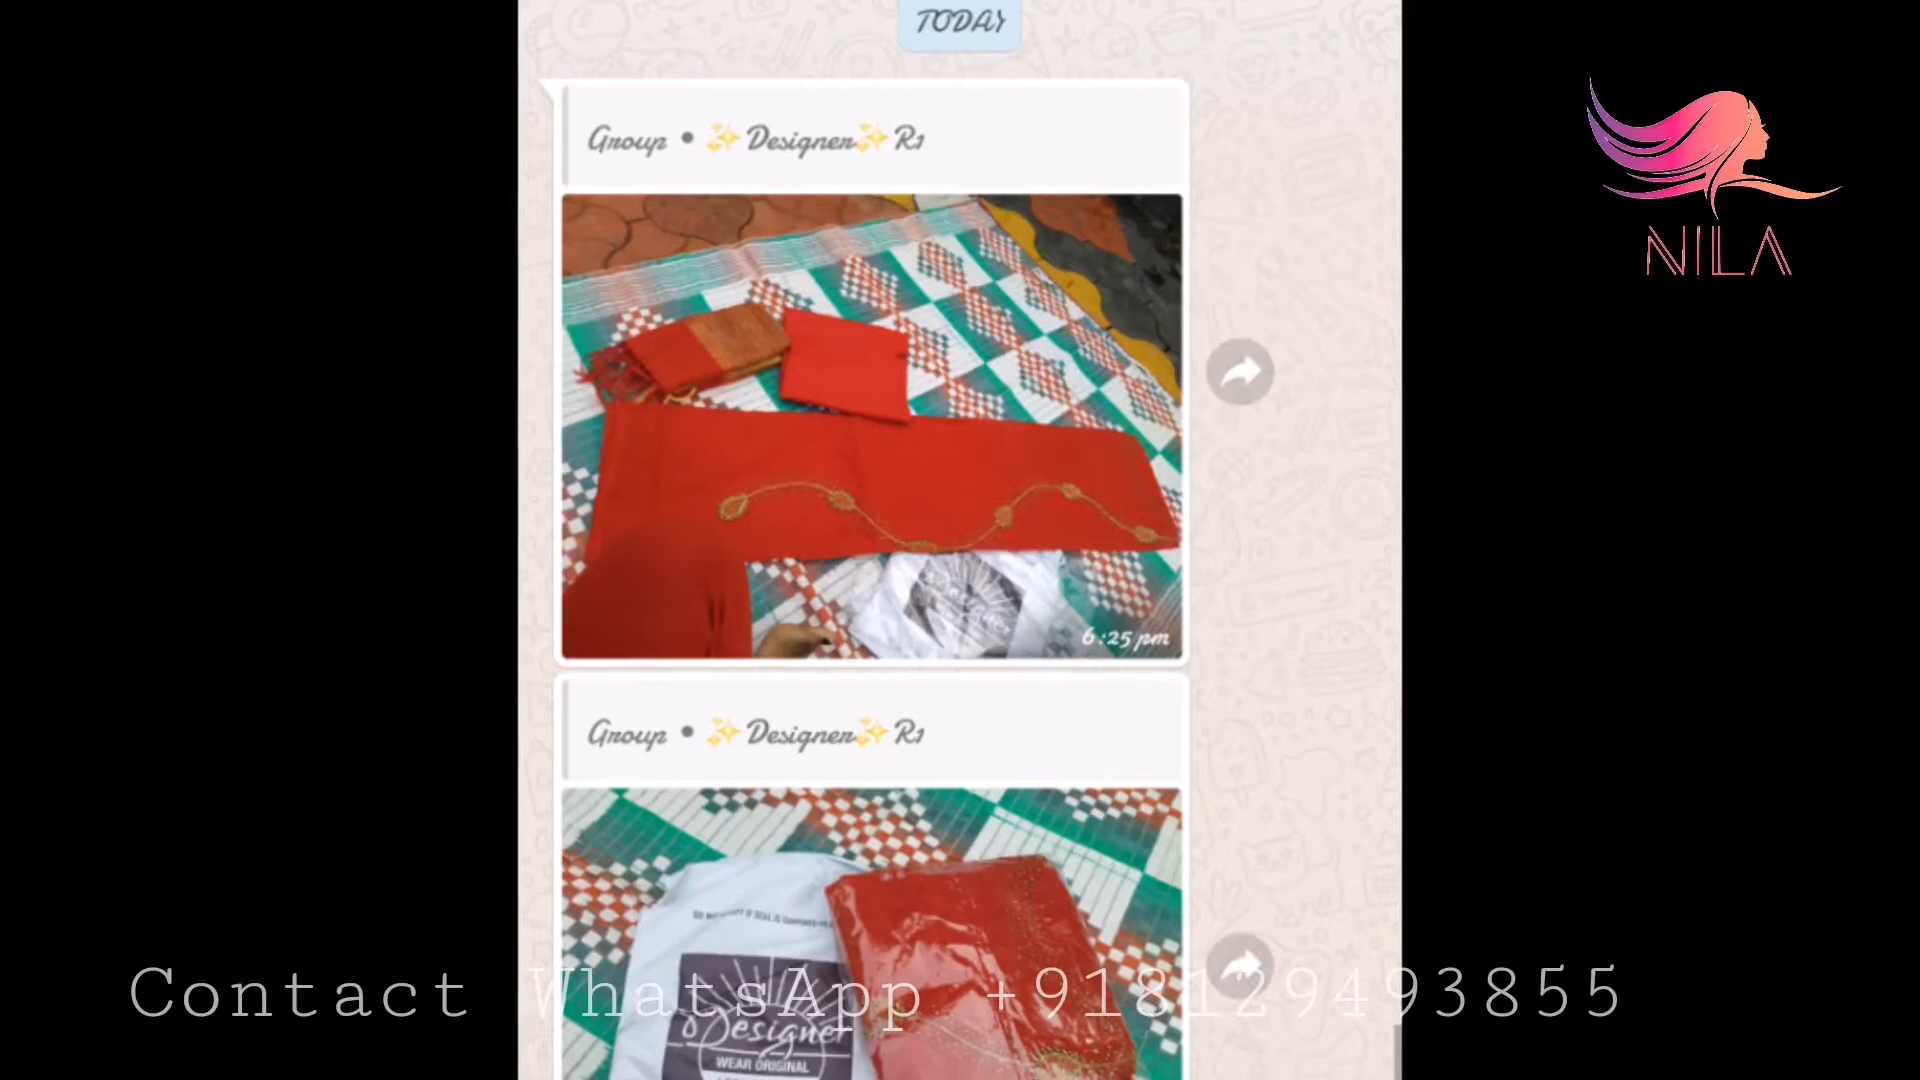 TODAY
Group • ✨Designer✨R1
NILA
6:25 pm
Group • ✨Designer✨R1
Contact WhatsApp +918129493855
Designer
WEAR ORIGINAL